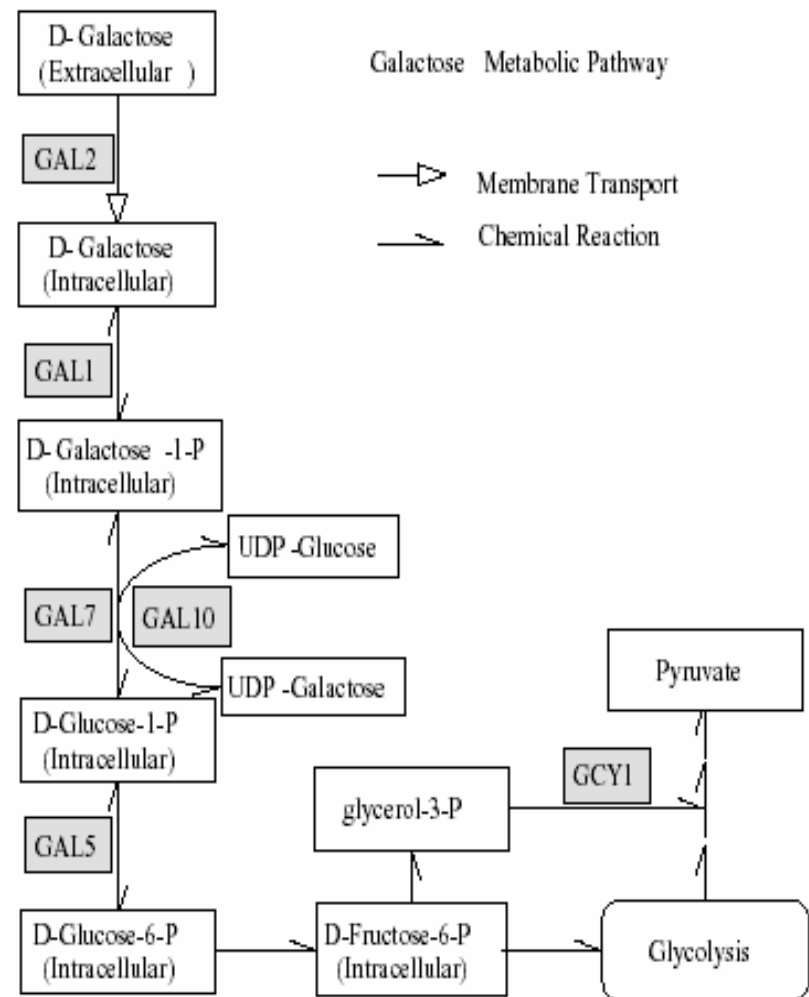 D-Galactose
(Extracellular )
Galactose Metabolic Pathway
GAL2
Membrane Transport
Chemical Reaction
D-Galactose
(Intracellular)
GAL1
D-Galactose -1-P
(Intracellular)
UDP -Glucose
GAL7
GAL10
UDP -Galactose
Pyruvate
D-Glucose-1-P
(Intracellular)
GCY1
glycerol-3-P
GAL5
D-Glucose-6-P
(Intracellular)
D-Fructose-6-P
(Intracellular)
Glycolysis